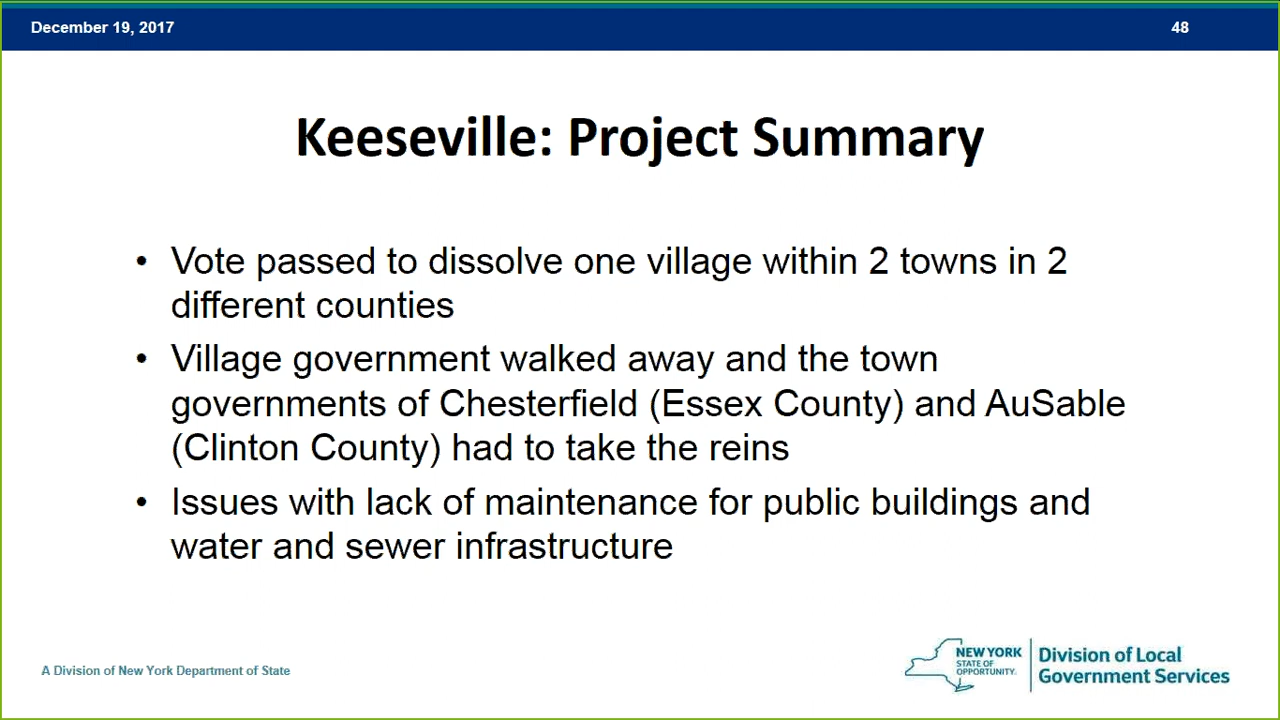 December 19, 2017
48
Keeseville: Project Summary
• Vote passed to dissolve one village within 2 towns in 2
different counties
• Village government walked away and the town
governments of Chesterfield (Essex County) and AuSable
(Clinton County) had to take the reins
• Issues with lack of maintenance for public buildings and
water and sewer infrastructure
A Division of New York Department of State
NEW YORK
STATE OF
OPPORTUNITY.
Division of Local
Government Services